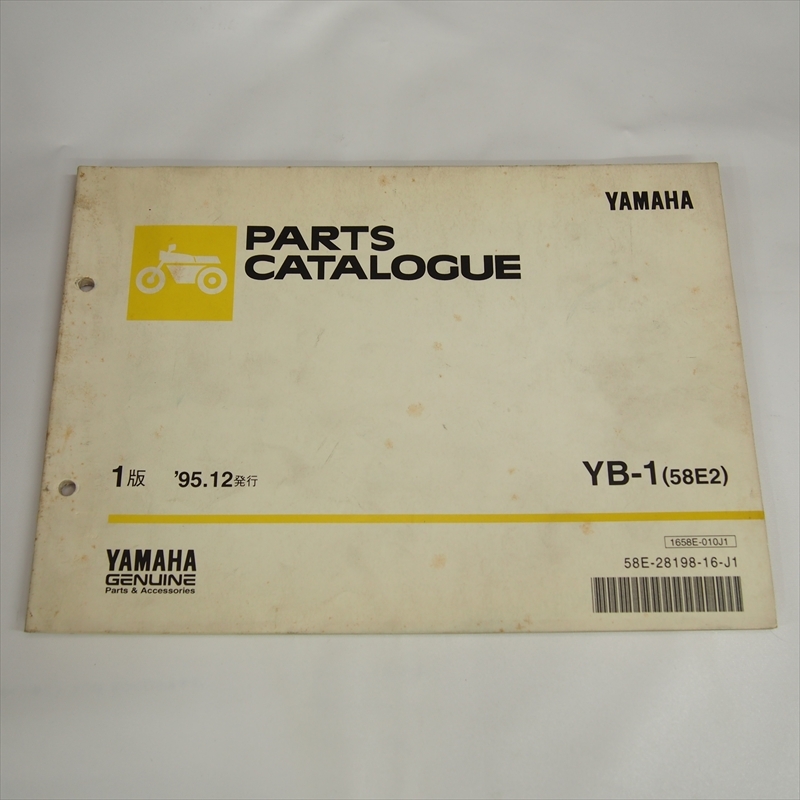 YAMAHA
PARTS
CATALOGUE
1版 '95.12発行
YB-1(58E2)
1658E-010J1
58E-28198-16-J1
YAMAHA
GENUINE
Parts & Accessories